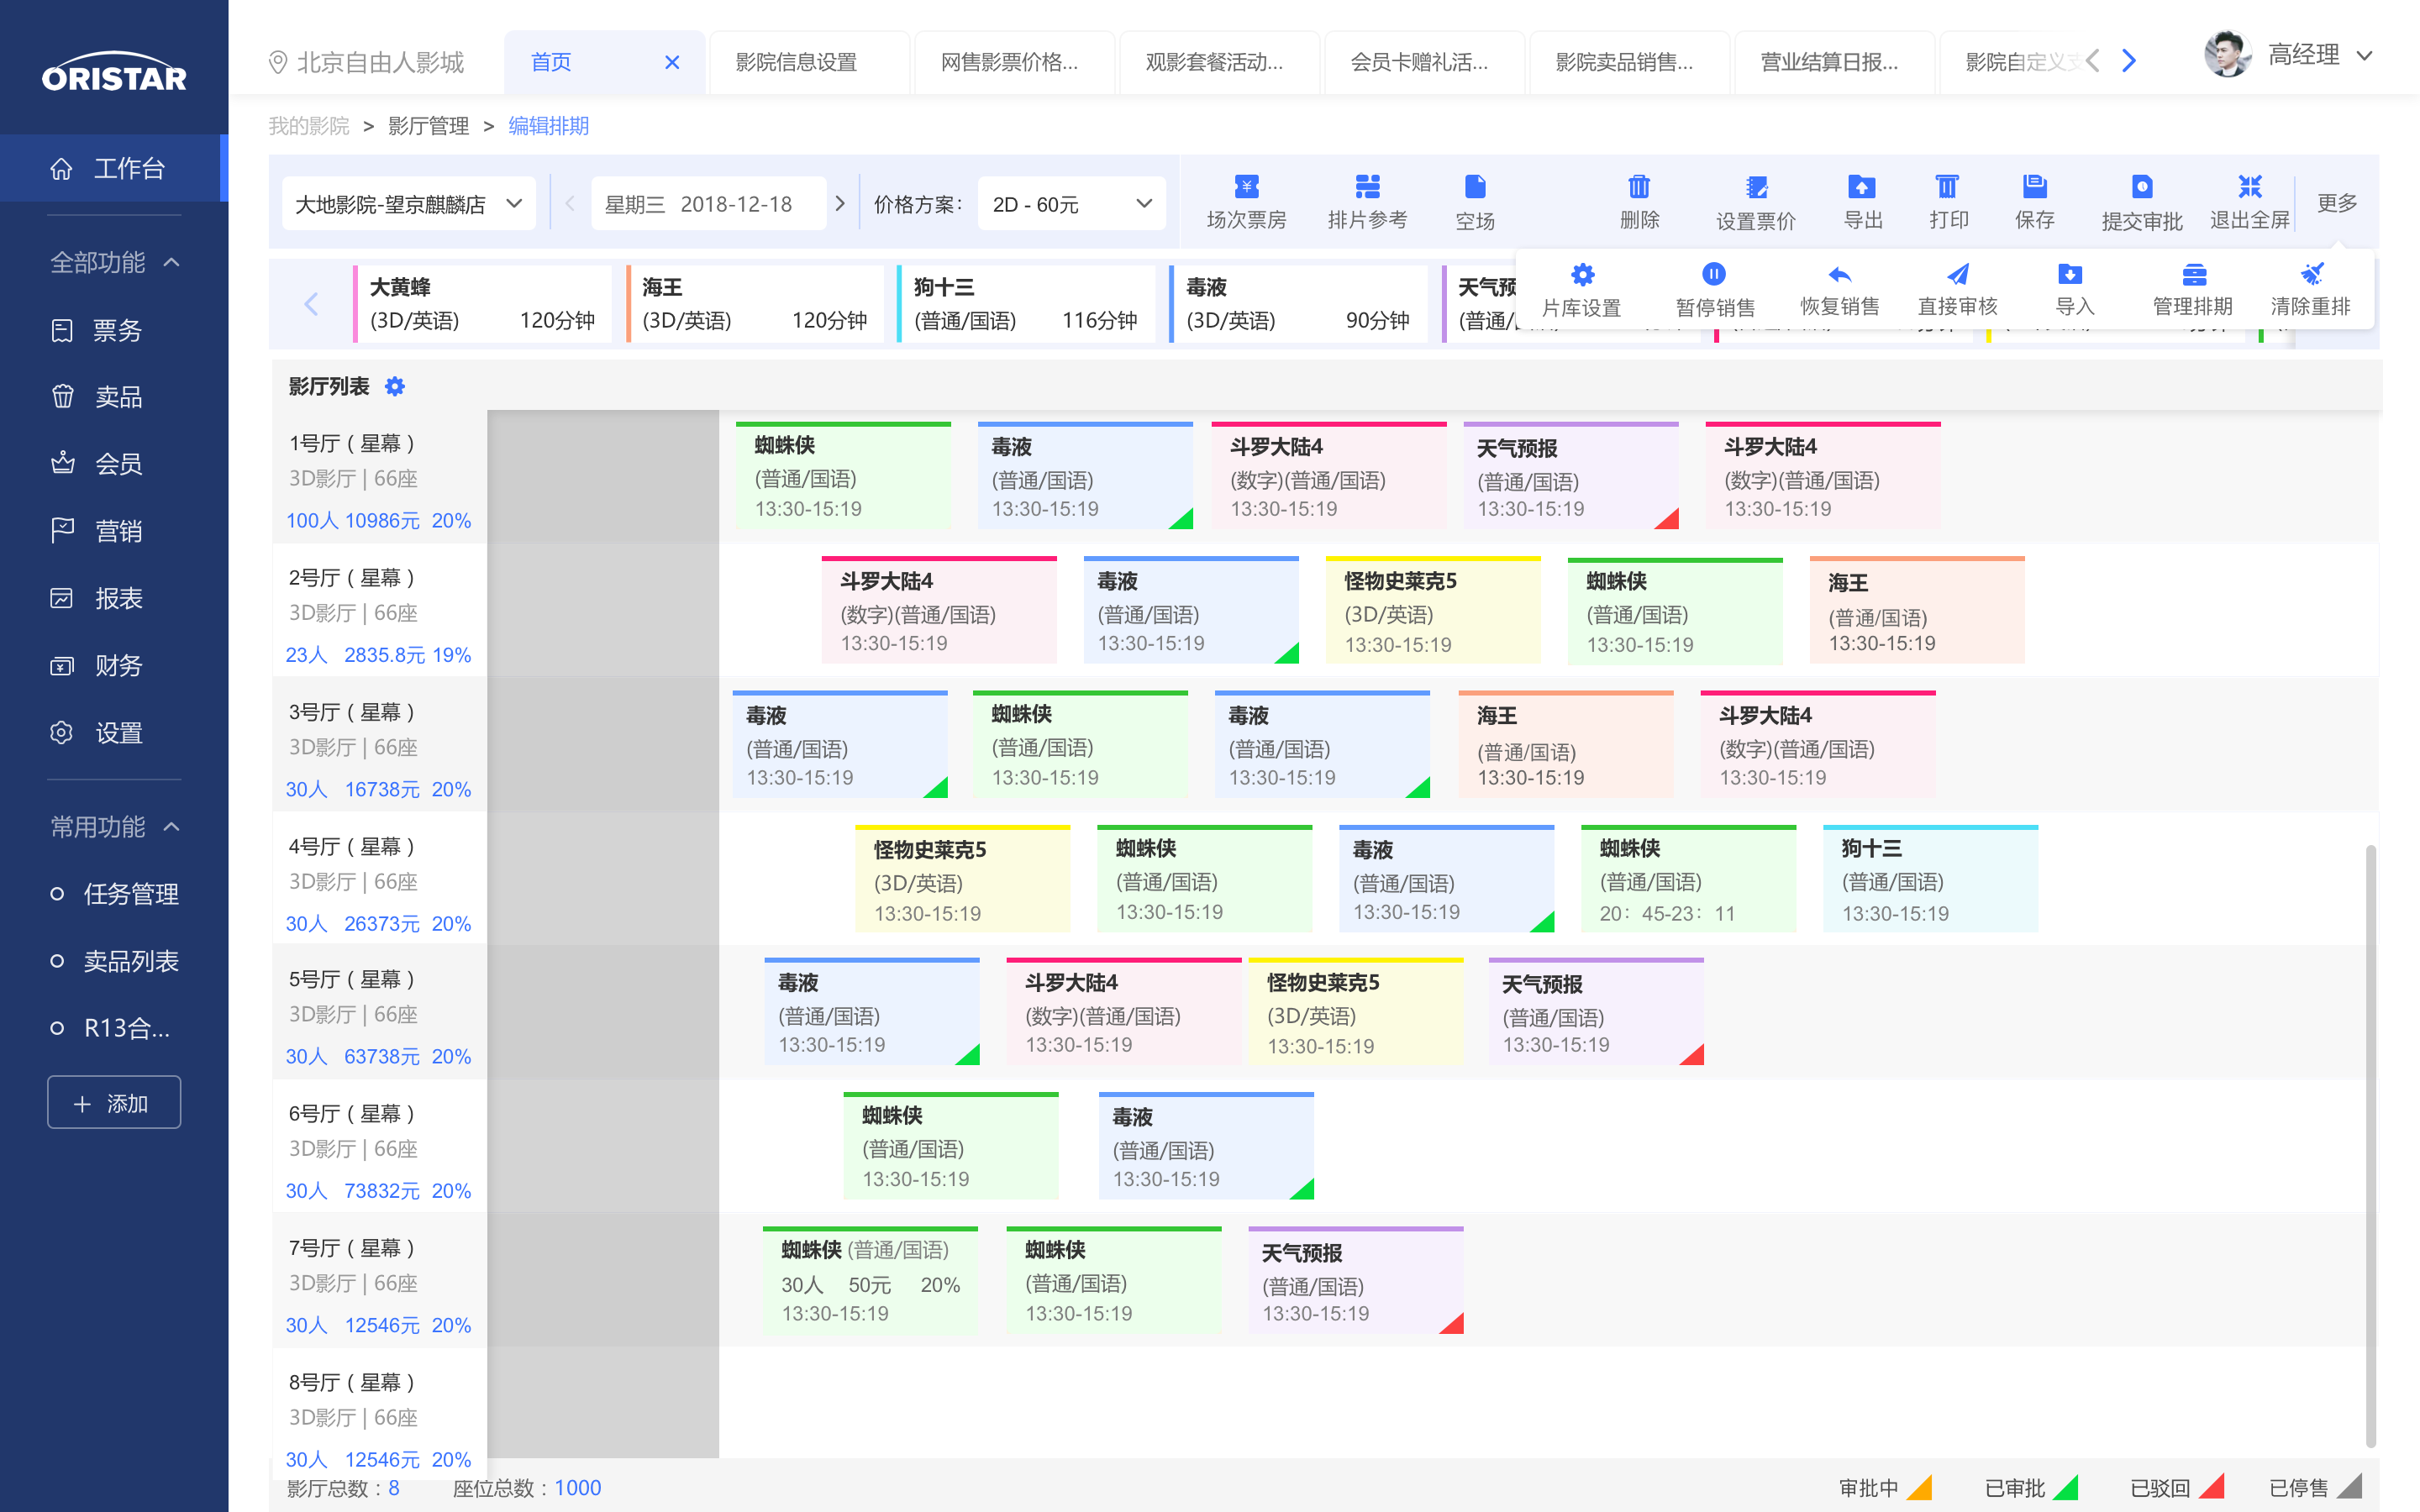 ORISTAR
北京自由人影城
首页
影院信息设置
网售影票价格...
观影套餐活动...
会员卡赠礼活...
影院卖品销售...
营业结算日报...
影院自定义
高经理
我的影院 > 影厅管理 > 编辑排期
工作台
全部功能
票务
卖品
会员
营销
报表
财务
设置
常用功能
任务管理
卖品列表
R13合...
添加
大地影院-望京麒麟店
星期三 2018-12-18
价格方案：
2D - 60元
场次票房
排片参考
空场
删除
设置票价
导出
打印
保存
提交审批
退出全屏
更多
片库设置
暂停销售
恢复销售
直接审核
导入
管理排期
清除重排
大黄蜂
(3D/英语) 120分钟
海王
(3D/英语) 120分钟
狗十三
(普通/国语) 116分钟
毒液
(3D/英语) 90分钟
天气预
(普通/
影厅列表
1号厅（星幕）
3D影厅 | 66座
100人 10986元 20%
蜘蛛侠
(普通/国语)
13:30-15:19
毒液
(普通/国语)
13:30-15:19
斗罗大陆4
(数字)(普通/国语)
13:30-15:19
天气预报
(普通/国语)
13:30-15:19
斗罗大陆4
(数字)(普通/国语)
13:30-15:19
2号厅（星幕）
3D影厅 | 66座
23人 2835.8元 19%
斗罗大陆4
(数字)(普通/国语)
13:30-15:19
毒液
(普通/国语)
13:30-15:19
怪物史莱克5
(3D/英语)
13:30-15:19
蜘蛛侠
(普通/国语)
13:30-15:19
海王
(普通/国语)
13:30-15:19
3号厅（星幕）
3D影厅 | 66座
30人 16738元 20%
毒液
(普通/国语)
13:30-15:19
蜘蛛侠
(普通/国语)
13:30-15:19
毒液
(普通/国语)
13:30-15:19
海王
(普通/国语)
13:30-15:19
斗罗大陆4
(数字)(普通/国语)
13:30-15:19
4号厅（星幕）
3D影厅 | 66座
30人 26373元 20%
怪物史莱克5
(3D/英语)
13:30-15:19
蜘蛛侠
(普通/国语)
13:30-15:19
毒液
(普通/国语)
13:30-15:19
蜘蛛侠
(普通/国语)
20：45-23：11
狗十三
(普通/国语)
13:30-15:19
5号厅（星幕）
3D影厅 | 66座
30人 63738元 20%
毒液
(普通/国语)
13:30-15:19
斗罗大陆4
(数字)(普通/国语)
13:30-15:19
怪物史莱克5
(3D/英语)
13:30-15:19
天气预报
(普通/国语)
13:30-15:19
6号厅（星幕）
3D影厅 | 66座
30人 73832元 20%
蜘蛛侠
(普通/国语)
13:30-15:19
毒液
(普通/国语)
13:30-15:19
7号厅（星幕）
3D影厅 | 66座
30人 12546元 20%
蜘蛛侠 (普通/国语)
30人 50元 20%
13:30-15:19
蜘蛛侠
(普通/国语)
13:30-15:19
天气预报
(普通/国语)
13:30-15:19
8号厅（星幕）
3D影厅 | 66座
30人 12546元 20%
影厅总数：8 座位总数：1000
审批中
已审批
已驳回
已停售